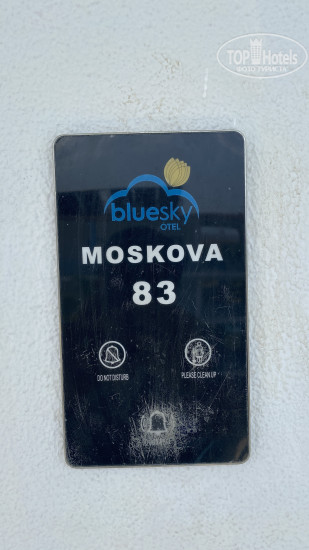 TOP Hotels
bluesky
OTEL
MOSKOVA
83
DO NOT DISTURB
PLEASE CLEAN UP